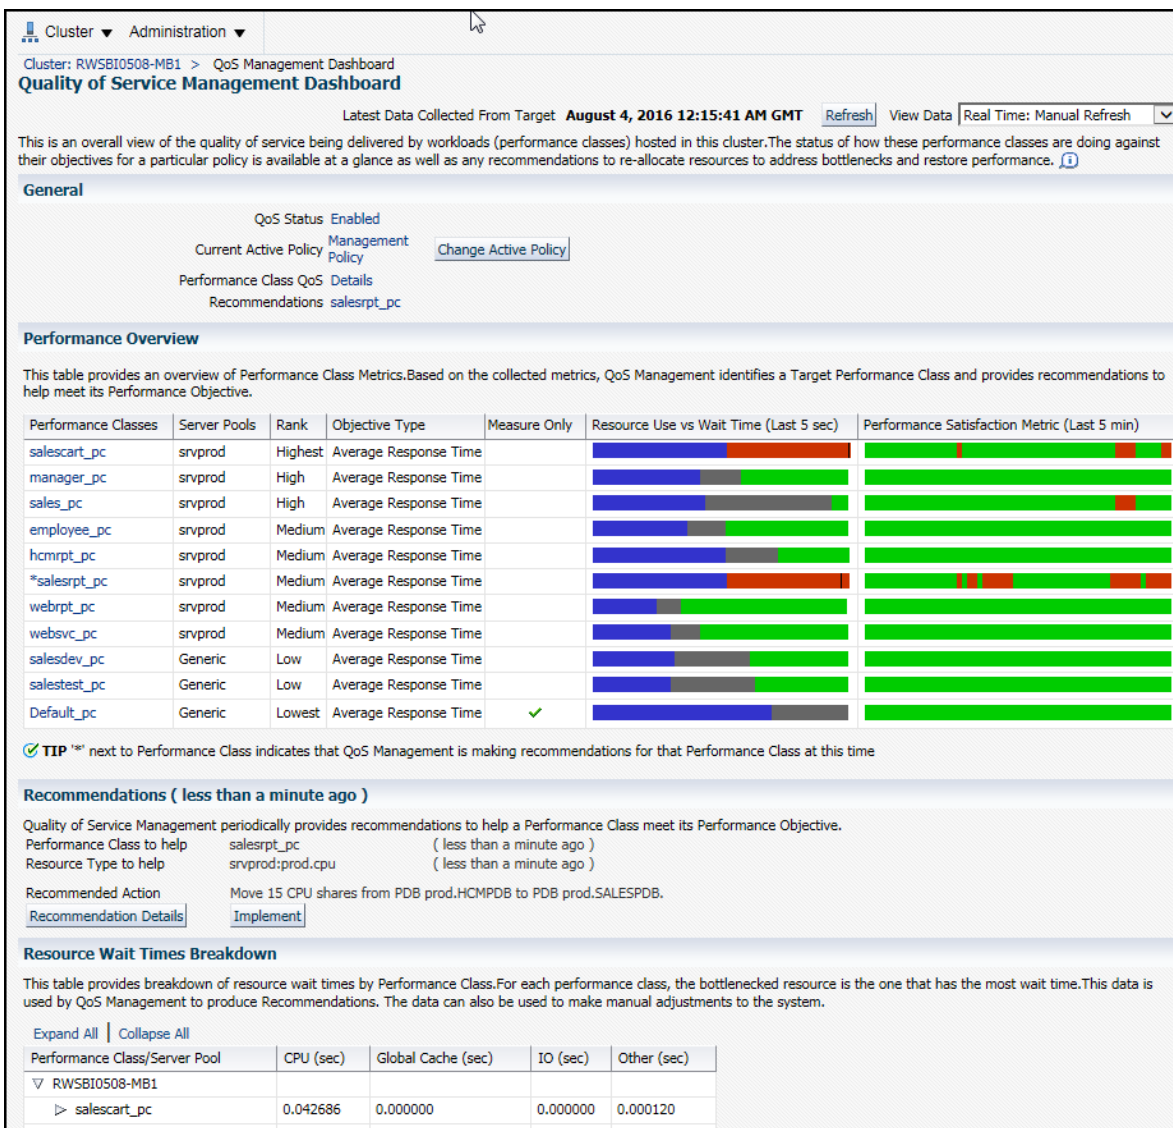 Cluster ▼ Administration ▼
Cluster: RWSBI0508-MB1 > QoS Management Dashboard
Quality of Service Management Dashboard
Latest Data Collected From Target August 4, 2016 12:15:41 AM GMT Refresh View Data Real Time: Manual Refresh
This is an overall view of the quality of service being delivered by workloads (performance classes) hosted in this cluster.The status of how these performance classes are doing against
their objectives for a particular policy is available at a glance as well as any recommendations to re-allocate resources to address bottlenecks and restore performance.
General
QoS Status Enabled
Current Active Policy Management Policy Change Active Policy
Performance Class QoS Details
Recommendations salesrpt_pc
Performance Overview
This table provides an overview of Performance Class Metrics.Based on the collected metrics, QoS Management identifies a Target Performance Class and provides recommendations to
help meet its Performance Objective.
Performance Classes Server Pools Rank Objective Type Measure Only Resource Use vs Wait Time (Last 5 sec) Performance Satisfaction Metric (Last 5 min)
salescart_pc srvprod Highest Average Response Time
manager_pc srvprod High Average Response Time
sales_pc srvprod High Average Response Time
employee_pc srvprod Medium Average Response Time
hcmrpt_pc srvprod Medium Average Response Time
*salesrpt_pc srvprod Medium Average Response Time
webrpt_pc srvprod Medium Average Response Time
websvc_pc srvprod Medium Average Response Time
salesdev_pc Generic Low Average Response Time
salestest_pc Generic Low Average Response Time
Default_pc Generic Lowest Average Response Time
TIP '*' next to Performance Class indicates that QoS Management is making recommendations for that Performance Class at this time
Recommendations ( less than a minute ago )
Quality of Service Management periodically provides recommendations to help a Performance Class meet its Performance Objective.
Performance Class to help salesrpt_pc ( less than a minute ago )
Resource Type to help srvprod:prod.cpu ( less than a minute ago )
Recommended Action Move 15 CPU shares from PDB prod.HCMPDB to PDB prod.SALESPDB.
Recommendation Details Implement
Resource Wait Times Breakdown
This table provides breakdown of resource wait times by Performance Class.For each performance class, the bottlenecked resource is the one that has the most wait time.This data is
used by QoS Management to produce Recommendations. The data can also be used to make manual adjustments to the system.
Expand All | Collapse All
Performance Class/Server Pool CPU (sec) Global Cache (sec) IO (sec) Other (sec)
RWSBI0508-MB1
salescart_pc 0.042686 0.000000 0.000000 0.000120